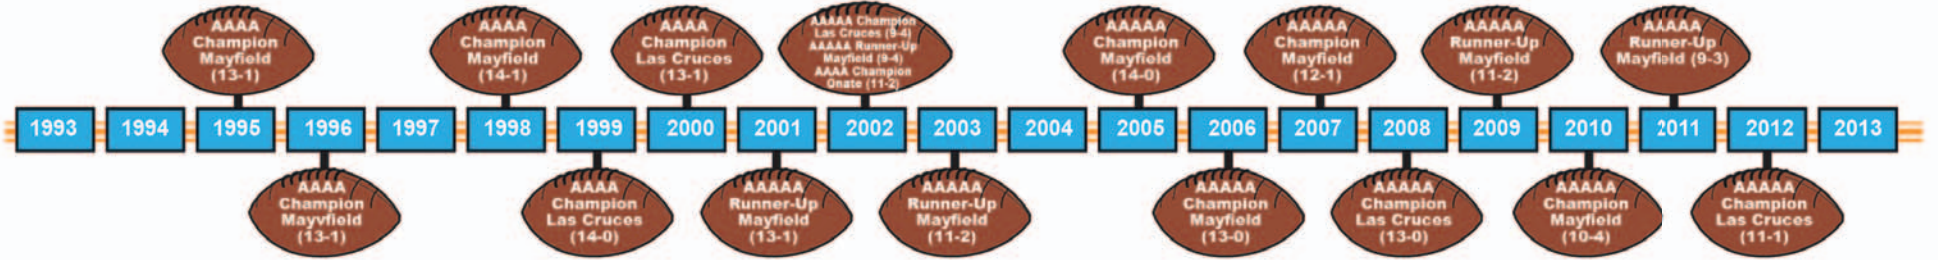 AAAA
Champion
Mayfield
(13-1)
AAAA
Champion
Mayfield
(14-1)
AAAA
Champion
Las Cruces
(13-1)
AAAAA Champion
Las Cruces (9-4)
AAAAA Runner-Up
Mayfield (9-4)
AAAA Champion
Onate (11-2)
AAAAA
Champion
Mayfield
(14-0)
AAAAA
Champion
Mayfield
(12-1)
AAAAA
Runner-Up
Mayfield
(11-2)
AAAAA
Runner-Up
Mayfield (9-3)
1993 1994 1995 1996 1997 1998 1999 2000 2001 2002 2003 2004 2005 2006 2007 2008 2009 2010 2011 2012 2013
AAAA
Champion
Mayvfield
(13-1)
AAAA
Champion
Las Cruces
(14-0)
AAAAA
Runner-Up
Mayfield
(13-1)
AAAAA
Runner-Up
Mayfield
(11-2)
AAAAA
Champion
Mayfield
(13-0)
AAAAA
Champion
Las Cruces
(13-0)
AAAAA
Champion
Mayfield
(10-4)
AAAAA
Champion
Las Cruces
(11-1)